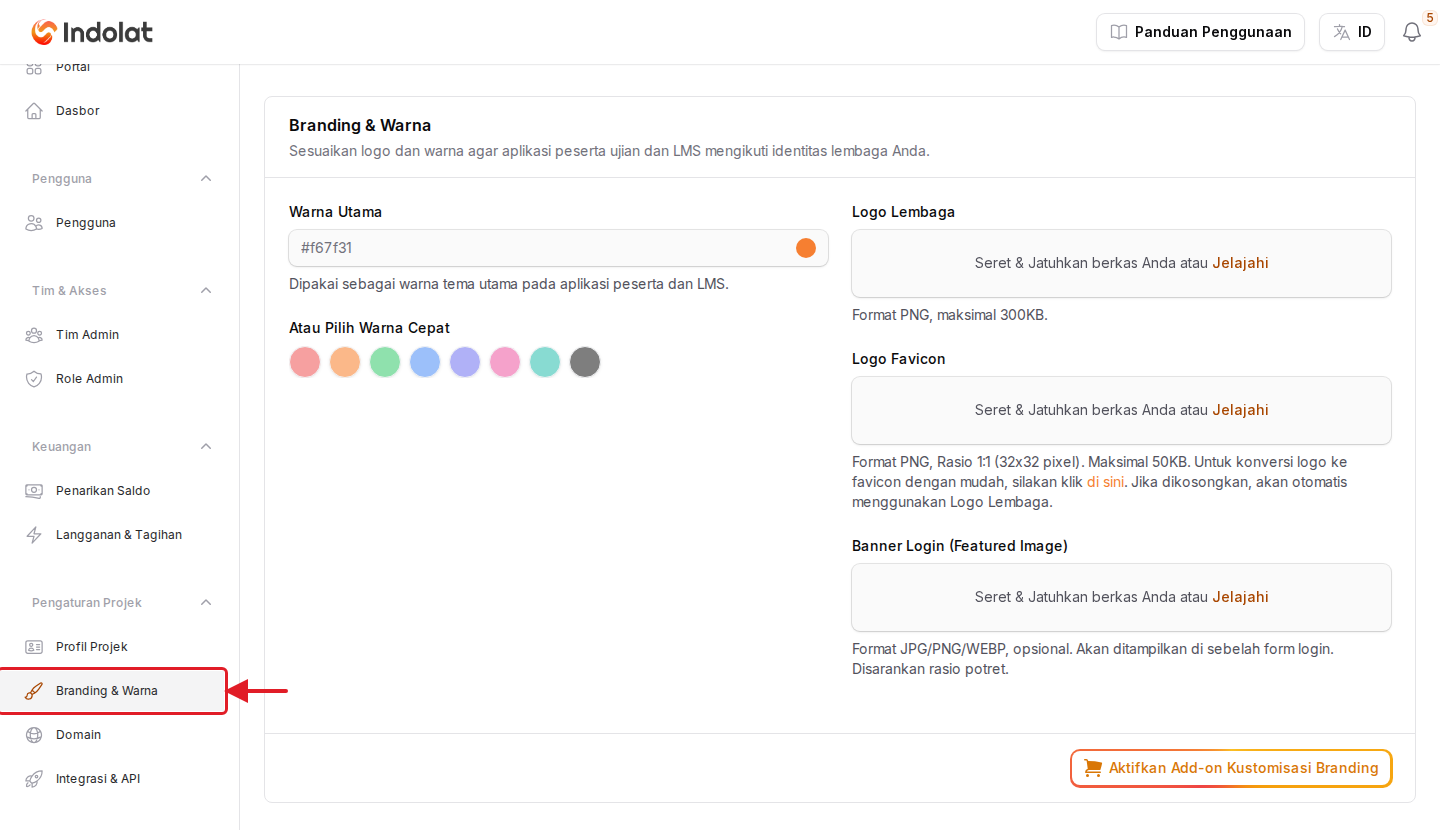 Indolat
Panduan Penggunaan
ID
5
Portal
Dasbor
Pengguna
Pengguna
Tim & Akses
Tim Admin
Role Admin
Keuangan
Penarikan Saldo
Langganan & Tagihan
Pengaturan Projek
Profil Projek
Branding & Warna
Domain
Integrasi & API
Branding & Warna
Sesuaikan logo dan warna agar aplikasi peserta ujian dan LMS mengikuti identitas lembaga Anda.
Warna Utama
#f67f31
Dipakai sebagai warna tema utama pada aplikasi peserta dan LMS.
Atau Pilih Warna Cepat
Logo Lembaga
Seret & Jatuhkan berkas Anda atau Jelajahi
Format PNG, maksimal 300KB.
Logo Favicon
Seret & Jatuhkan berkas Anda atau Jelajahi
Format PNG, Rasio 1:1 (32x32 pixel). Maksimal 50KB. Untuk konversi logo ke
favicon dengan mudah, silakan klik di sini. Jika dikosongkan, akan otomatis
menggunakan Logo Lembaga.
Banner Login (Featured Image)
Seret & Jatuhkan berkas Anda atau Jelajahi
Format JPG/PNG/WEBP, opsional. Akan ditampilkan di sebelah form login.
Disarankan rasio potret.
Aktifkan Add-on Kustomisasi Branding